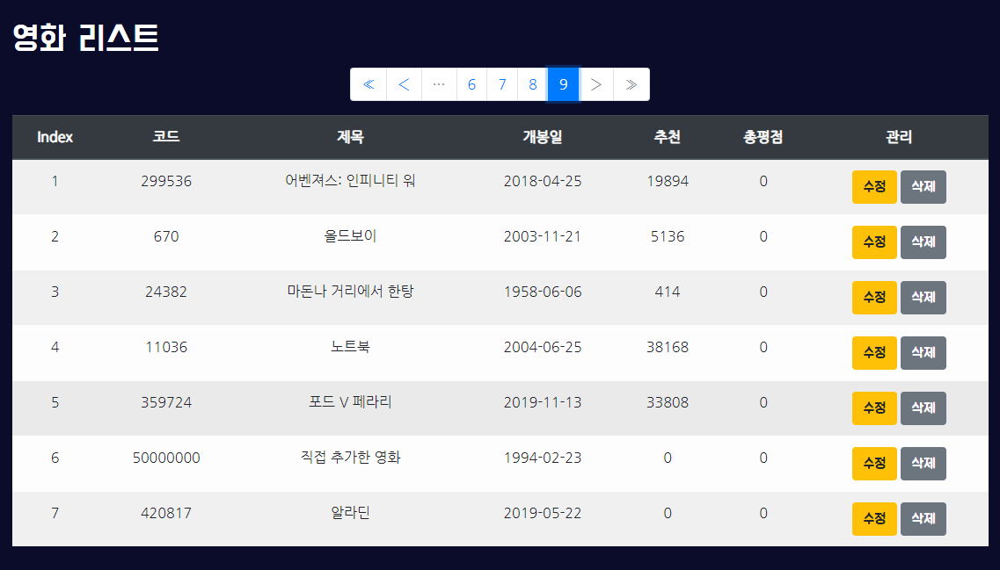 영화 리스트
≪ < ... 6 7 8 9 > ≫
Index 코드 제목 개봉일 추천 총평점 관리
1 299536 어벤져스: 인피니티 워 2018-04-25 19894 0 수정 삭제
2 670 올드보이 2003-11-21 5136 0 수정 삭제
3 24382 마돈나 거리에서 한탕 1958-06-06 414 0 수정 삭제
4 11036 노트북 2004-06-25 38168 0 수정 삭제
5 359724 포드 V 페라리 2019-11-13 33808 0 수정 삭제
6 50000000 직접 추가한 영화 1994-02-23 0 0 수정 삭제
7 420817 알라딘 2019-05-22 0 0 수정 삭제